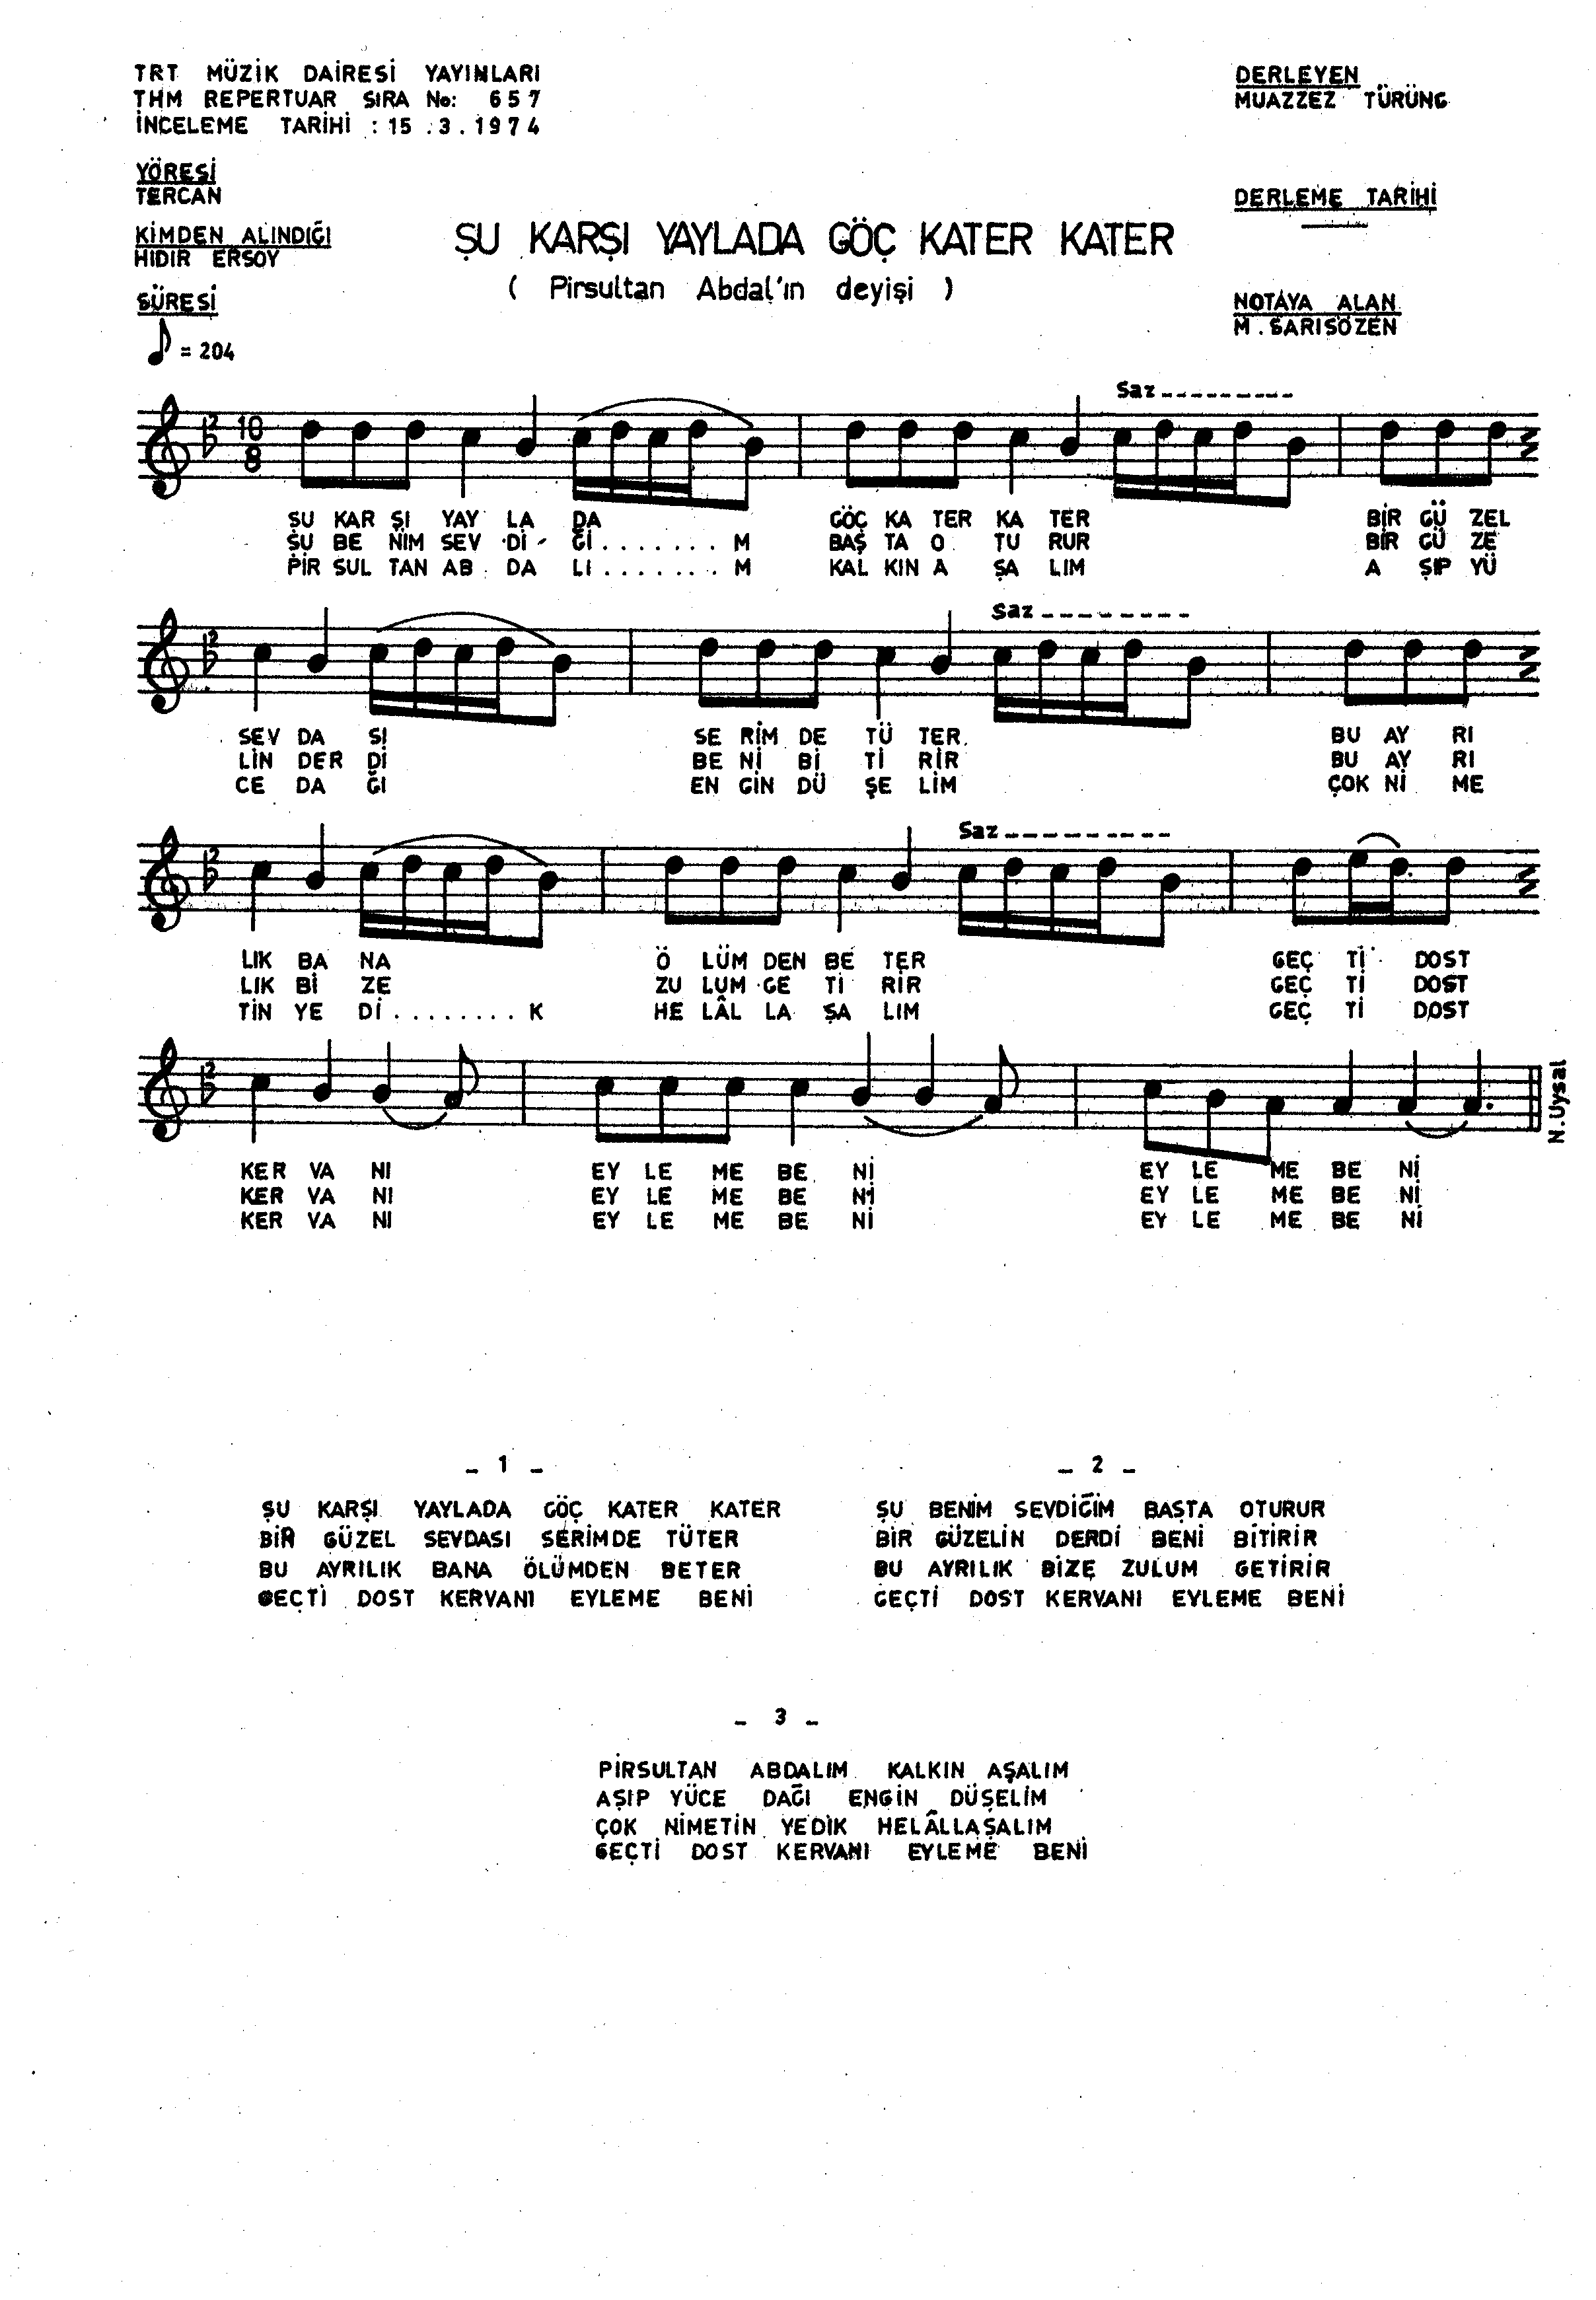 TRT MÜZİK DAİRESİ YAYINLARI
THM REPERTUAR SIRA No: 657
İNCELEME TARİHİ : 15.3.1974
DERLEYEN
MUAZZEZ TÜRÜNG
YÖRESİ
TERCAN
DERLEME TARİHİ
KİMDEN ALINDIĞI
HIDIR ERSOY
ŞU KARŞI YAYLADA GÖÇ KATER KATER
( Pirsultan Abdal'ın deyişi )
SÜRESİ
= 204
NOTAYA ALAN
M. SARISÖZEN
Saz
10
8
ŞU KAR ŞI YAY LA DA GÖÇ KA TER KA TER BİR GÜ ZEL
ŞU BE NİM SEV Dİ Ğİ........M BAŞ TA O TU RUR BİR GÜ ZE
PİR SUL TAN AB DA LI........M KAL KIN A ŞA LIM A ŞIP YÜ
Saz
SEV DA SI SE RİM DE TÜ TER BU AY RI
LİN DER Dİ BE Nİ Bİ Tİ RİR BU AY RI
CE DA ĞI EN GİN DÜ ŞE LİM ÇOK Nİ ME
Saz
LIK BA NA Ö LÜM DEN BE TER GEÇ Tİ DOST
LIK Bİ ZE ZU LUM GE Tİ RİR GEÇ Tİ DOST
TİN YE Dİ........K HE LÂL LA ŞA LIM GEÇ Tİ DOST
N.Uysal
KER VA NI EY LE ME BE Nİ EY LE ME BE Nİ
KER VA NI EY LE ME BE Nİ EY LE ME BE Nİ
KER VA NI EY LE ME BE Nİ EY LE ME BE Nİ
- 1 -
ŞU KARŞI YAYLADA GÖÇ KATER KATER
BİR GÜZEL SEVDASI SERİMDE TÜTER
BU AYRILIK BANA ÖLÜMDEN BETER
GEÇTİ DOST KERVANI EYLEME BENİ
- 2 -
ŞU BENİM SEVDİĞİM BAŞTA OTURUR
BİR GÜZELİN DERDİ BENİ BİTİRİR
BU AYRILIK BİZE ZULUM GETİRİR
GEÇTİ DOST KERVANI EYLEME BENİ
- 3 -
PİRSULTAN ABDALIM KALKIN AŞALIM
AŞIP YÜCE DAĞI ENGİN DÜŞELİM
ÇOK NİMETİN YEDİK HELÂLLAŞALIM
GEÇTİ DOST KERVANI EYLEME BENİ